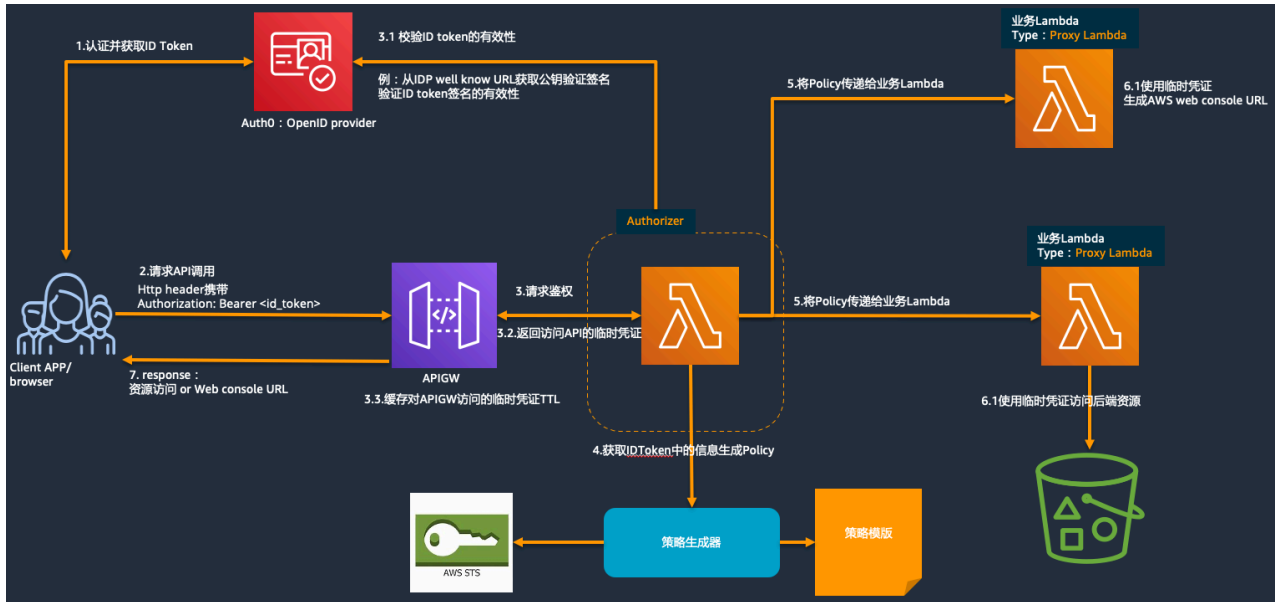 1.认证并获取ID Token
3.1 校验ID token的有效性
例：从IDP well know URL获取公钥验证签名
验证ID token签名的有效性
Auth0：OpenID provider
业务Lambda
Type：Proxy Lambda
5.将Policy传递给业务Lambda
6.1使用临时凭证
生成AWS web console URL
Authorizer
业务Lambda
Type：Proxy Lambda
2.请求API调用
Http header携带
Authorization: Bearer <id_token>
3.请求鉴权
5.将Policy传递给业务Lambda
3.2.返回访问API的临时凭证
Client APP/
browser
7. response：
资源访问 or Web console URL
APIGW
3.3.缓存对APIGW访问的临时凭证TTL
6.1使用临时凭证访问后端资源
4.获取IDToken中的信息生成Policy
策略生成器
策略模版
AWS STS